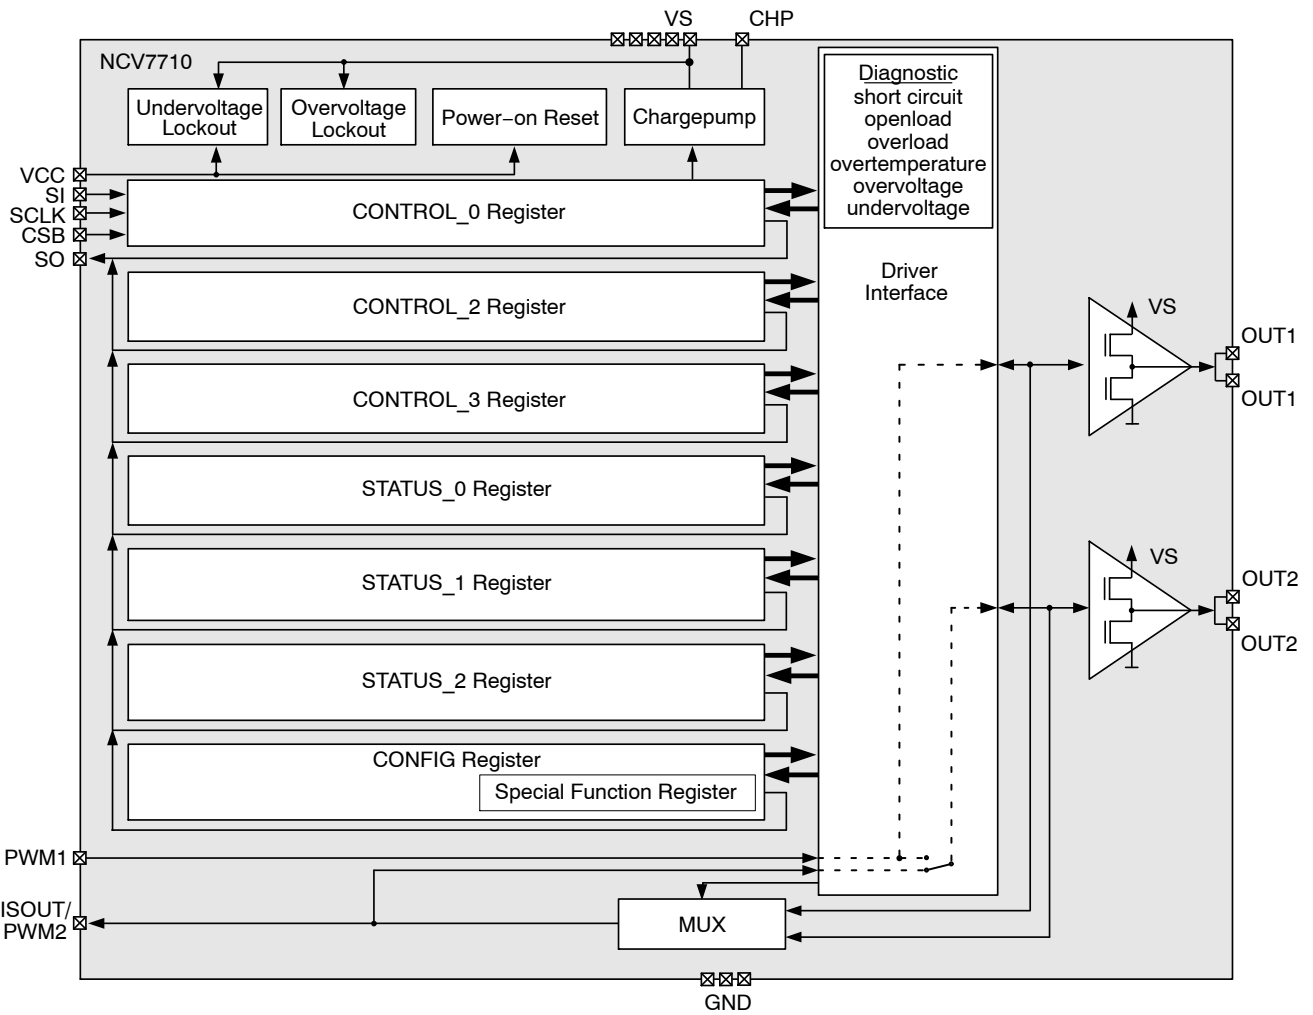 VS
CHP
NCV7710
Undervoltage
Lockout
Overvoltage
Lockout
Power−on Reset
Chargepump
Diagnostic
short circuit
openload
overload
overtemperature
overvoltage
undervoltage
VCC
SI
SCLK
CSB
SO
CONTROL_0 Register
Driver
Interface
CONTROL_2 Register
VS
OUT1
OUT1
CONTROL_3 Register
STATUS_0 Register
STATUS_1 Register
VS
OUT2
OUT2
STATUS_2 Register
CONFIG Register
Special Function Register
PWM1
ISOUT/
PWM2
MUX
GND